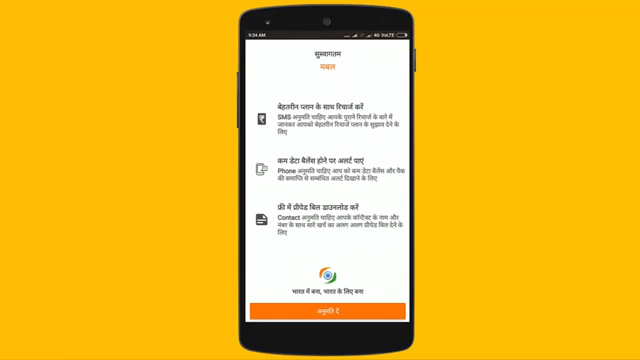 9:34 AM
4G VoLTE
सुस्वागतम
मबल
बेहतरीन प्लान के साथ रिचार्ज करें
SMS अनुमति चाहिए आपके पुराने रिचार्ज के बारे में
जानकर आपको बेहतरीन रिचार्ज प्लान के सुझाव देने के
लिए
कम डेटा बैलेंस होने पर अलर्ट पाएं
Phone अनुमति चाहिए आप को कम डेटा बैलेंस और पैक
की समाप्ति से सम्बंधित अलर्ट दिखाने के लिए
फ्री में प्रीपेड बिल डाउनलोड करें
Contact अनुमति चाहिए आपके कॉन्टेक्ट के नाम और
नंबर के साथ सारे खर्च का अलग अलग प्रीपेड बिल देने के
लिए
भारत में बना, भारत के लिए बना
अनुमति दें